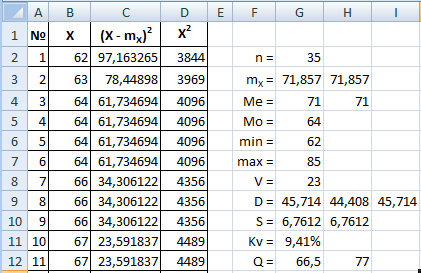 A B C D E F G H I
1 № X (X - mₓ)² X²
2 1 62 97,163265 3844 n = 35
3 2 63 78,44898 3969 mₓ = 71,857 71,857
4 3 64 61,734694 4096 Me = 71 71
5 4 64 61,734694 4096 Mo = 64
6 5 64 61,734694 4096 min = 62
7 6 64 61,734694 4096 max = 85
8 7 66 34,306122 4356 V = 23
9 8 66 34,306122 4356 D = 45,714 44,408 45,714
10 9 66 34,306122 4356 S = 6,7612 6,7612
11 10 67 23,591837 4489 Kv = 9,41%
12 11 67 23,591837 4489 Q = 66,5 77